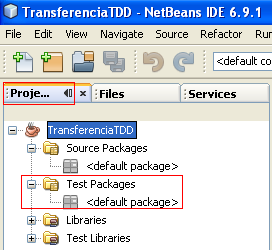 TransferenciaTDD - NetBeans IDE 6.9.1
File Edit View Navigate Source Refactor R
<default co
Proje... Files Services
TransferenciaTDD
Source Packages
<default package>
Test Packages
<default package>
Libraries
Test Libraries